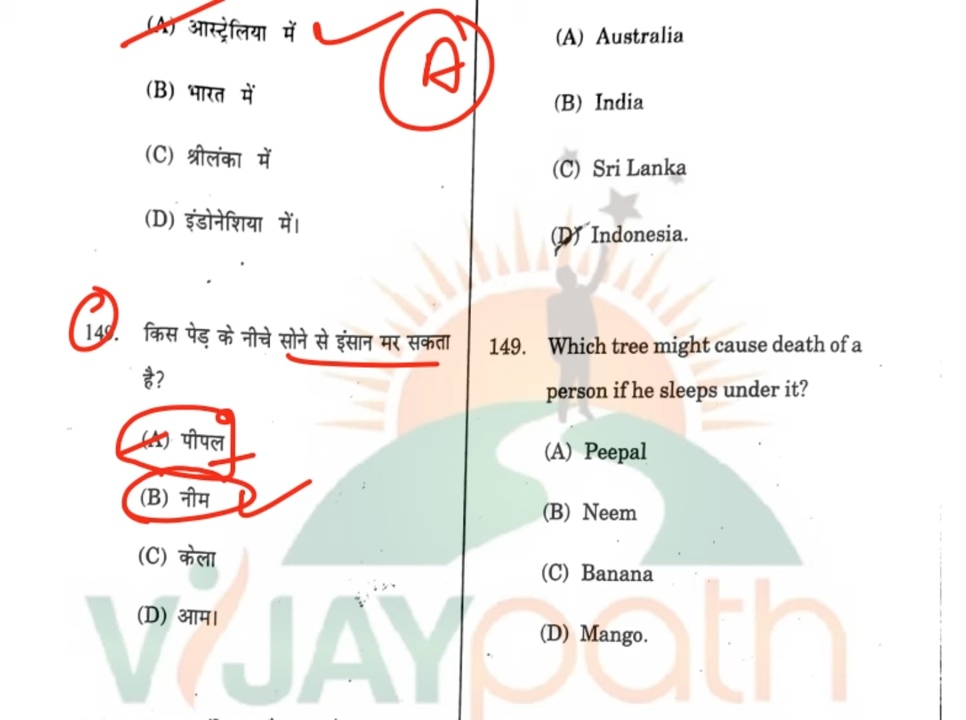 (A) आस्ट्रेलिया में
(B) भारत में
(C) श्रीलंका में
(D) इंडोनेशिया में।
149. किस पेड़ के नीचे सोने से इंसान मर सकता
है?
(A) पीपल
(B) नीम
(C) केला
(D) आम।
A
(A) Australia
(B) India
(C) Sri Lanka
(D) Indonesia.
149. Which tree might cause death of a
person if he sleeps under it?
(A) Peepal
(B) Neem
(C) Banana
(D) Mango.
ViJAYpath